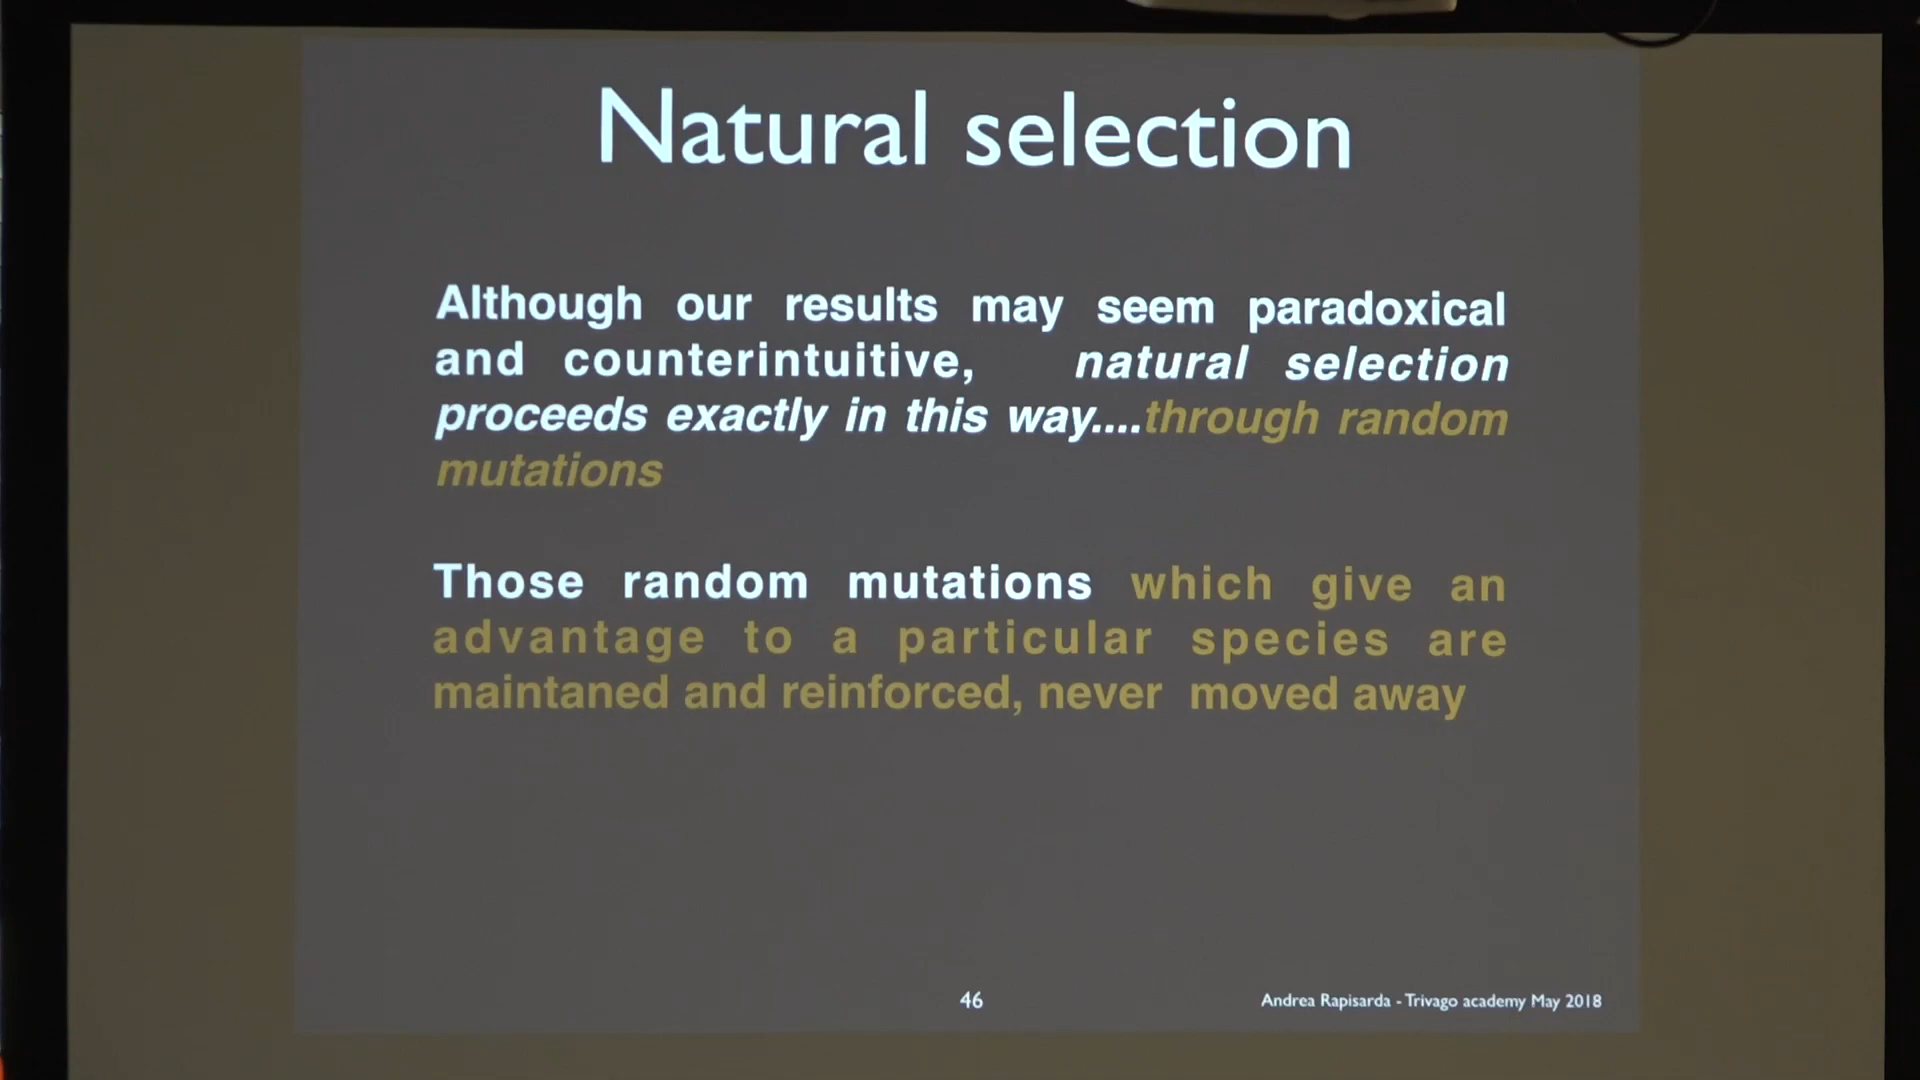 Natural selection
Although our results may seem paradoxical
and counterintuitive, natural selection
proceeds exactly in this way....through random
mutations
Those random mutations which give an
advantage to a particular species are
maintaned and reinforced, never moved away
46
Andrea Rapisarda - Trivago academy May 2018